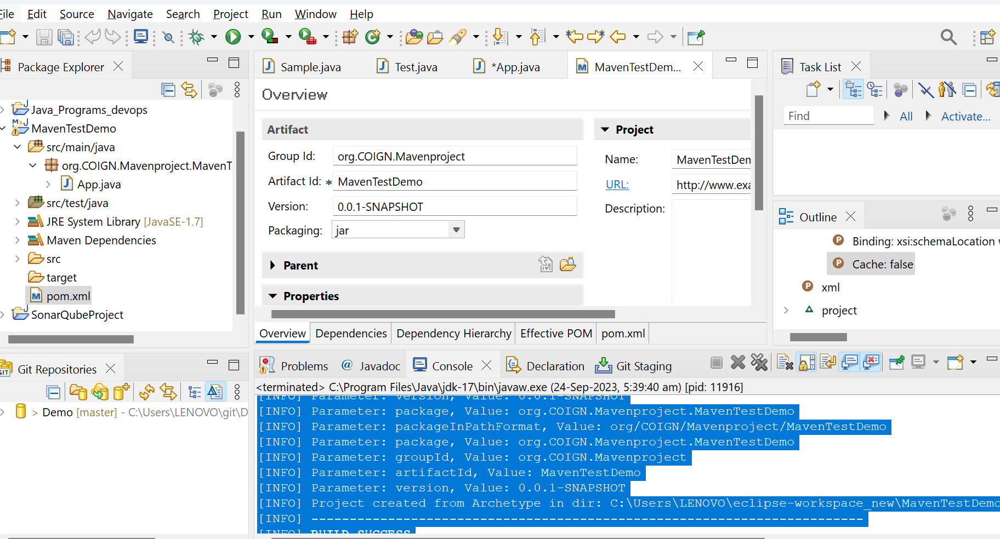 File Edit Source Navigate Search Project Run Window Help
Package Explorer
Java_Programs_devops
MavenTestDemo
src/main/java
org.COIGN.Mavenproject.MavenT
App.java
src/test/java
JRE System Library [JavaSE-1.7]
Maven Dependencies
src
target
pom.xml
SonarQubeProject
Git Repositories
> Demo [master] - C:\Users\LENOVO\git\D
Sample.java Test.java *App.java MavenTestDem...
Overview
Artifact
Group Id: org.COIGN.Mavenproject
Artifact Id: * MavenTestDemo
Version: 0.0.1-SNAPSHOT
Packaging: jar
Parent
Properties
Project
Name: MavenTestDem
URL: http://www.exa
Description:
Overview Dependencies Dependency Hierarchy Effective POM pom.xml
Task List
Find All Activate...
Outline
Binding: xsi:schemaLocation
Cache: false
xml
project
Problems @ Javadoc Console Declaration Git Staging
<terminated> C:\Program Files\Java\jdk-17\bin\javaw.exe (24-Sep-2023, 5:39:40 am) [pid: 11916]
[INFO] Parameter: version, Value: 0.0.1-SNAPSHOT
[INFO] Parameter: package, Value: org.COIGN.Mavenproject.MavenTestDemo
[INFO] Parameter: packageInPathFormat, Value: org/COIGN/Mavenproject/MavenTestDemo
[INFO] Parameter: package, Value: org.COIGN.Mavenproject.MavenTestDemo
[INFO] Parameter: groupId, Value: org.COIGN.Mavenproject
[INFO] Parameter: artifactId, Value: MavenTestDemo
[INFO] Parameter: version, Value: 0.0.1-SNAPSHOT
[INFO] Project created from Archetype in dir: C:\Users\LENOVO\eclipse-workspace_new\MavenTestDemo
[INFO] ------------------------------------------------------------------------
[INFO] BUILD SUCCESS